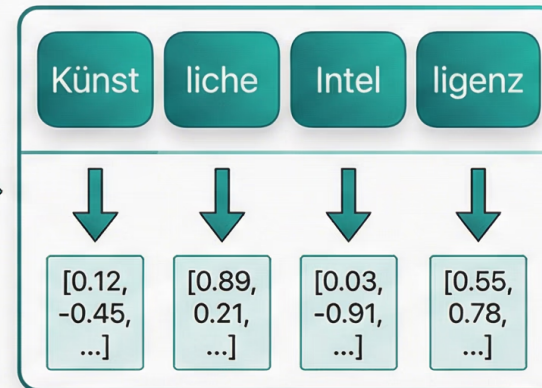 Künst liche Intel ligenz
[0.12, [0.89, [0.03, [0.55,
-0.45, 0.21, -0.91, 0.78,
...] ...] ...] ...]